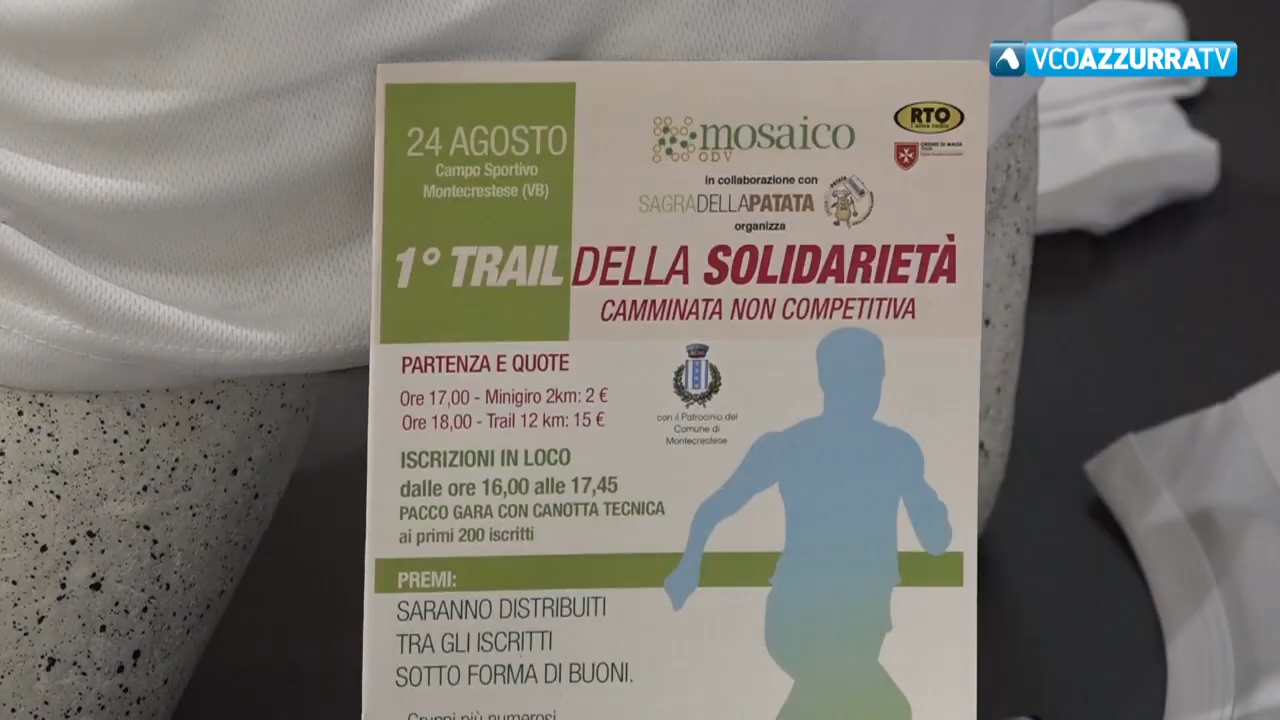 VCOAZZURRATV
24 AGOSTO
Campo Sportivo
Montecrestese (VB)
mosaico
ODV
RTO
in collaborazione con
SAGRADELLAPATATA
organizza
1° TRAIL DELLA SOLIDARIETÀ
CAMMINATA NON COMPETITIVA
PARTENZA E QUOTE
Ore 17,00 - Minigiro 2km: 2 €
Ore 18,00 - Trail 12 km: 15 €
con il Patrocinio del
Comune di
Montecrestese
ISCRIZIONI IN LOCO
dalle ore 16,00 alle 17,45
PACCO GARA CON CANOTTA TECNICA
ai primi 200 iscritti
PREMI:
SARANNO DISTRIBUITI
TRA GLI ISCRITTI
SOTTO FORMA DI BUONI.
Gruppi più numerosi